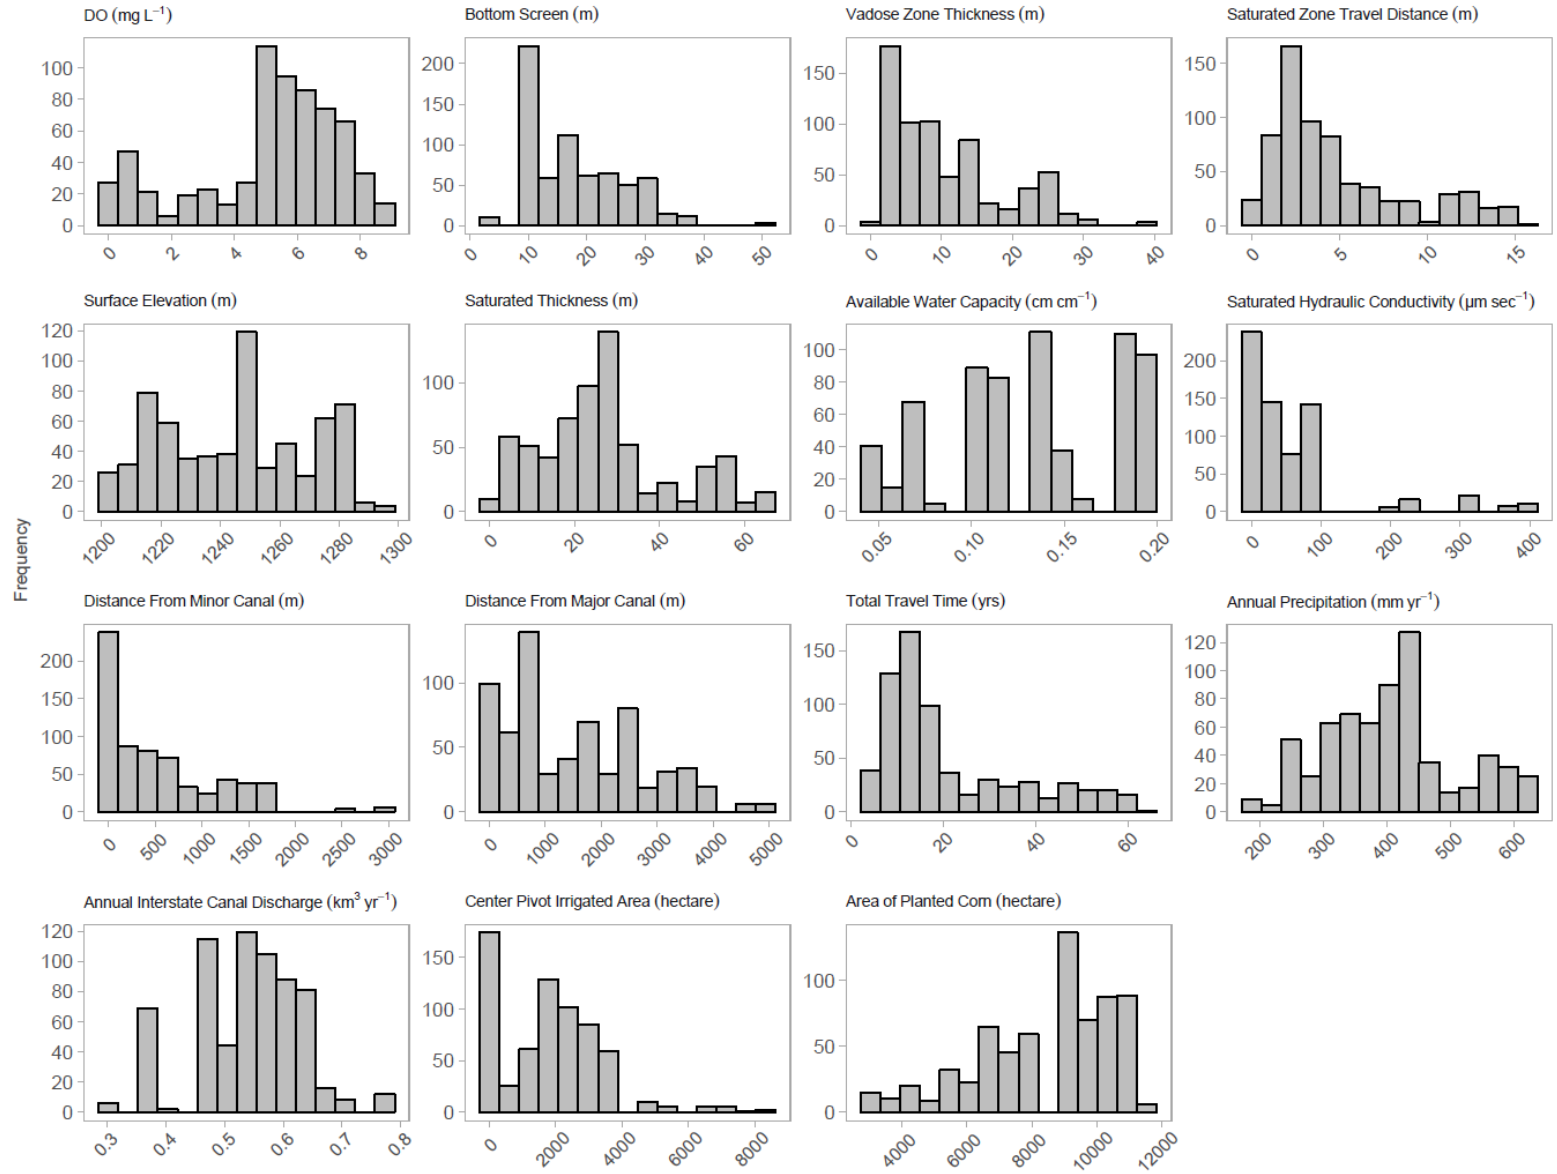 DO (mg L⁻¹)
Bottom Screen (m)
Vadose Zone Thickness (m)
Saturated Zone Travel Distance (m)
100
80
60
40
20
0
0 2 4 6 8
200
150
100
50
0
0 10 20 30 40 50
150
100
50
0
0 10 20 30 40
150
100
50
0
0 5 10 15
Surface Elevation (m)
Saturated Thickness (m)
Available Water Capacity (cm cm⁻¹)
Saturated Hydraulic Conductivity (µm sec⁻¹)
120
100
80
60
40
20
0
1200 1220 1240 1260 1280 1300
100
50
0
0 20 40 60
100
80
60
40
20
0
0.05 0.10 0.15 0.20
200
150
100
50
0
0 100 200 300 400
Frequency
Distance From Minor Canal (m)
Distance From Major Canal (m)
Total Travel Time (yrs)
Annual Precipitation (mm yr⁻¹)
200
150
100
50
0
0 500 1000 1500 2000 2500 3000
100
50
0
0 1000 2000 3000 4000 5000
150
100
50
0
0 20 40 60
120
100
80
60
40
20
0
200 300 400 500 600
Annual Interstate Canal Discharge (km³ yr⁻¹)
Center Pivot Irrigated Area (hectare)
Area of Planted Corn (hectare)
120
100
80
60
40
20
0
0.3 0.4 0.5 0.6 0.7 0.8
150
100
50
0
0 2000 4000 6000 8000
100
50
0
4000 6000 8000 10000 12000